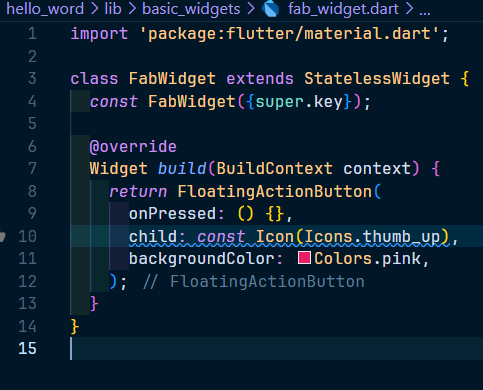 hello_word > lib > basic_widgets > fab_widget.dart > ...
1 import 'package:flutter/material.dart';
2
3 class FabWidget extends StatelessWidget {
4   const FabWidget({super.key});
5
6   @override
7   Widget build(BuildContext context) {
8     return FloatingActionButton(
9       onPressed: () {},
10       child: const Icon(Icons.thumb_up),
11       backgroundColor: Colors.pink,
12     ); // FloatingActionButton
13   }
14 }
15